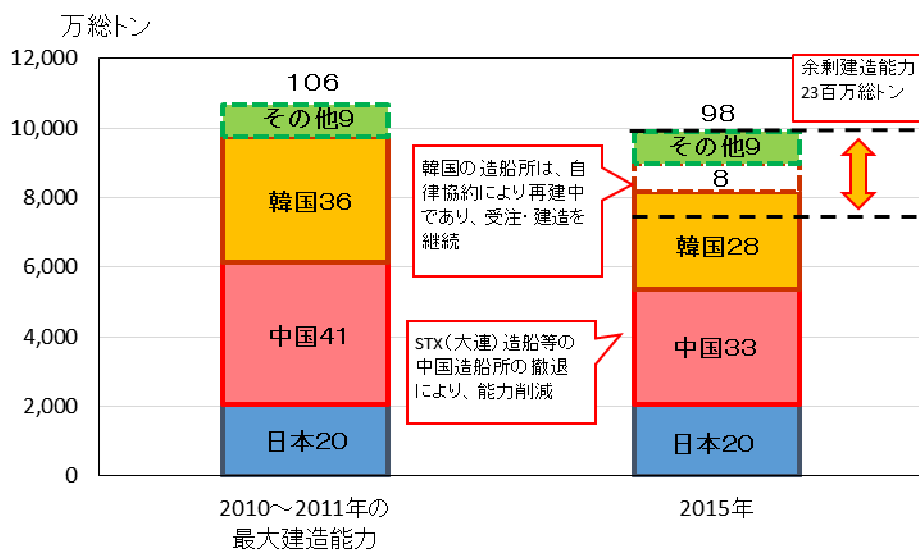 万総トン
12,000
10,000
8,000
6,000
4,000
2,000
0
106
その他9
韓国36
中国41
日本20
2010～2011年の
最大建造能力
韓国の造船所は、自
律協約により再建中
であり、受注・建造を
継続
STX(大連)造船等の
中国造船所の撤退
により、能力削減
98
その他9
8
韓国28
中国33
日本20
2015年
余剰建造能力
23百万総トン